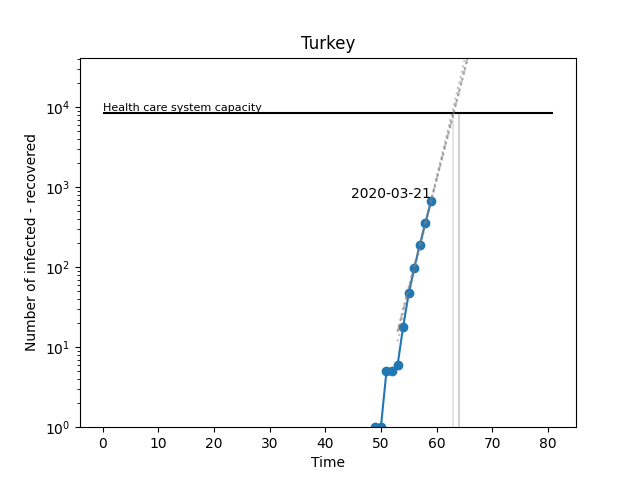 Turkey
Number of infected - recovered
10^4
10^3
10^2
10^1
10^0
Health care system capacity
2020-03-21
0 10 20 30 40 50 60 70 80
Time